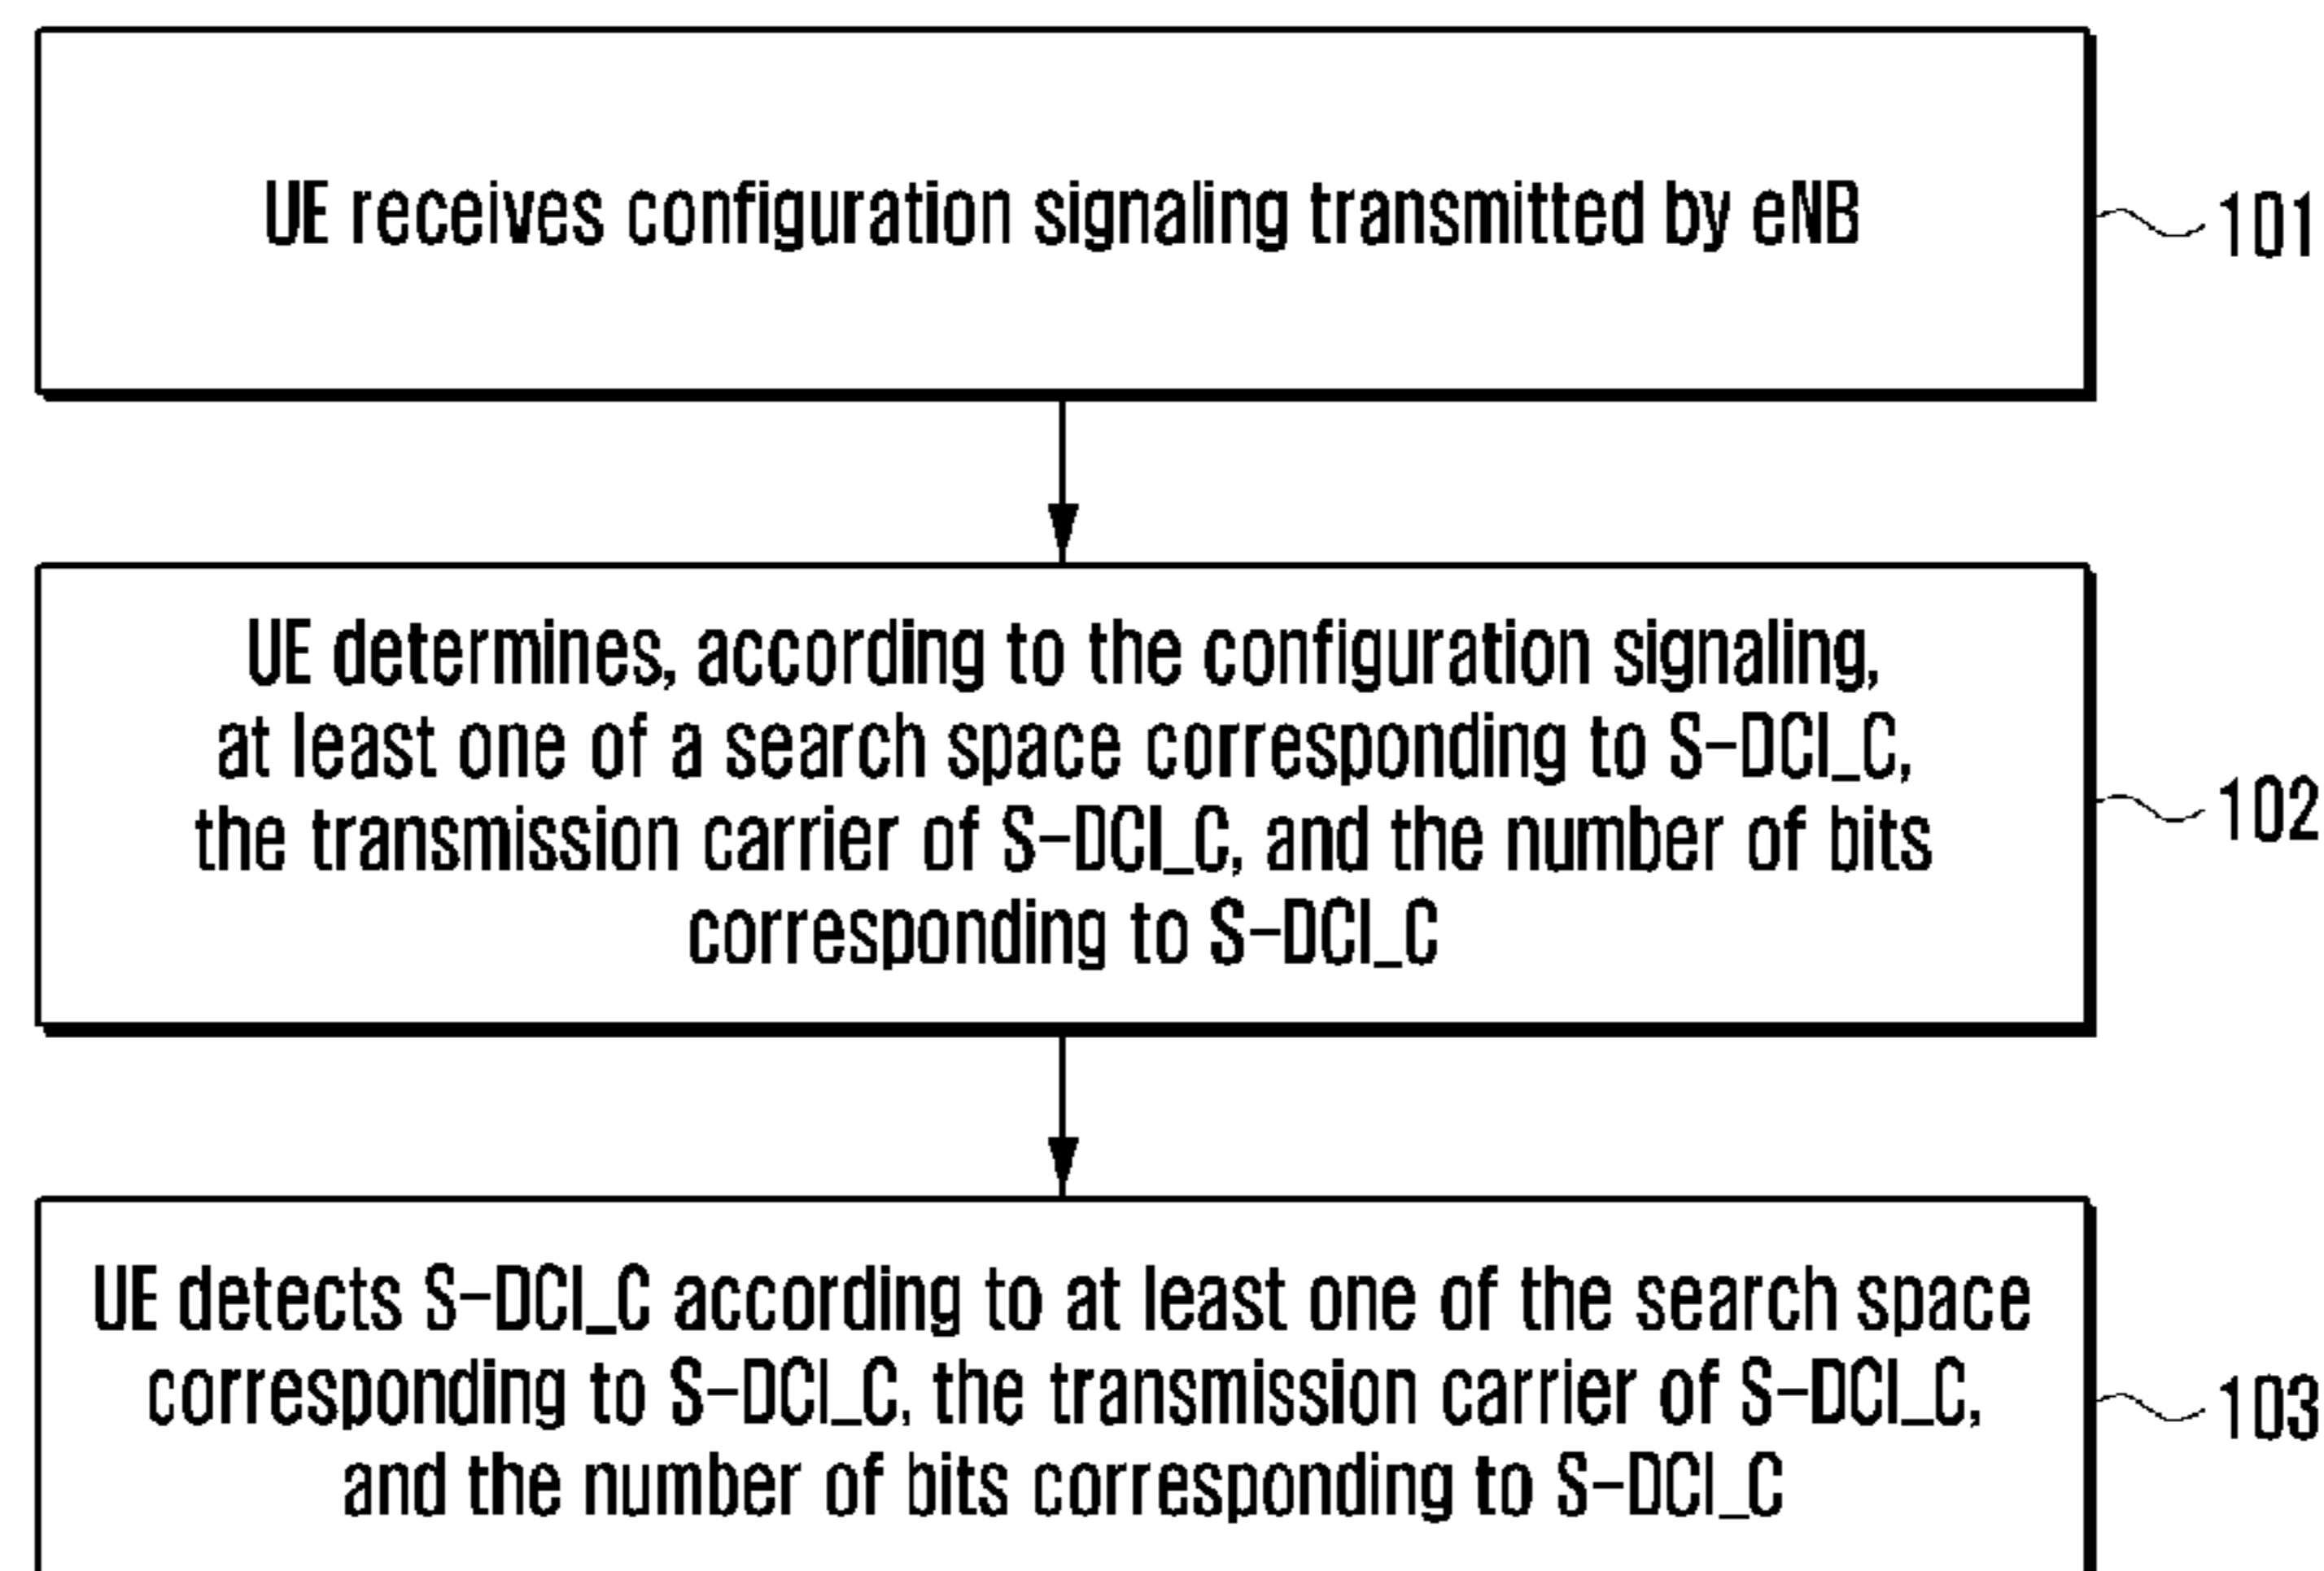 UE receives configuration signaling transmitted by eNB
101
UE determines, according to the configuration signaling,
at least one of a search space corresponding to S-DCI_C,
the transmission carrier of S-DCI_C, and the number of bits
corresponding to S-DCI_C
102
UE detects S-DCI_C according to at least one of the search space
corresponding to S-DCI_C, the transmission carrier of S-DCI_C,
and the number of bits corresponding to S-DCI_C
103